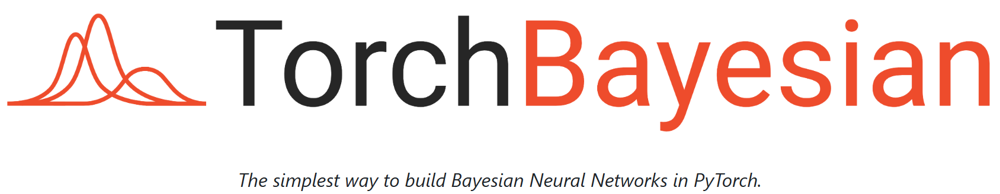 TorchBayesian
The simplest way to build Bayesian Neural Networks in PyTorch.